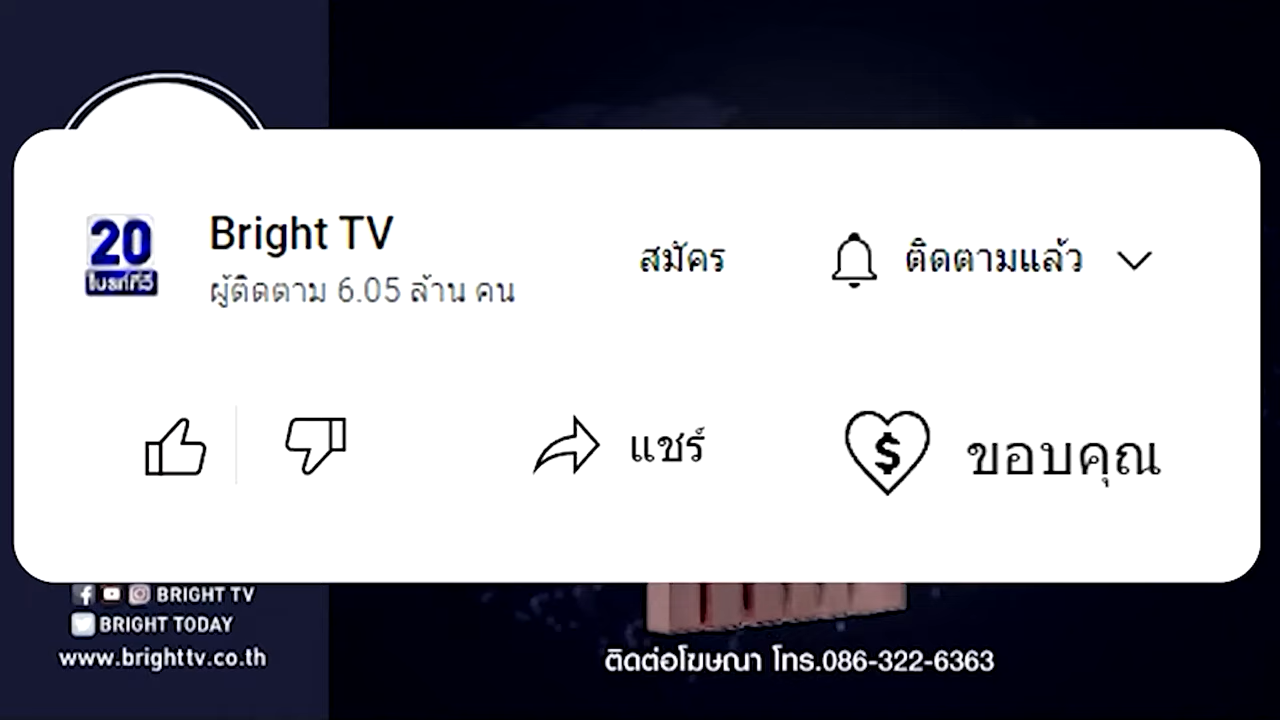 20
ไบรท์ทีวี
Bright TV
ผู้ติดตาม 6.05 ล้าน คน
สมัคร
ติดตามแล้ว
แชร์
$
ขอบคุณ
BRIGHT TV
BRIGHT TODAY
www.brighttv.co.th
ติดต่อโฆษณา โทร.086-322-6363